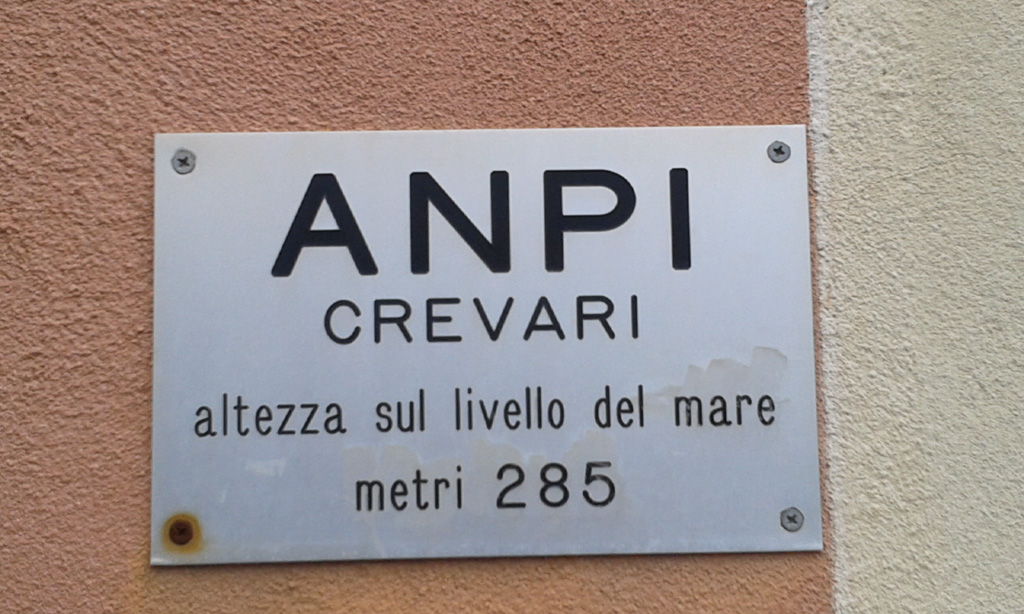 ANPI
CREVARI
altezza sul livello del mare
metri 285